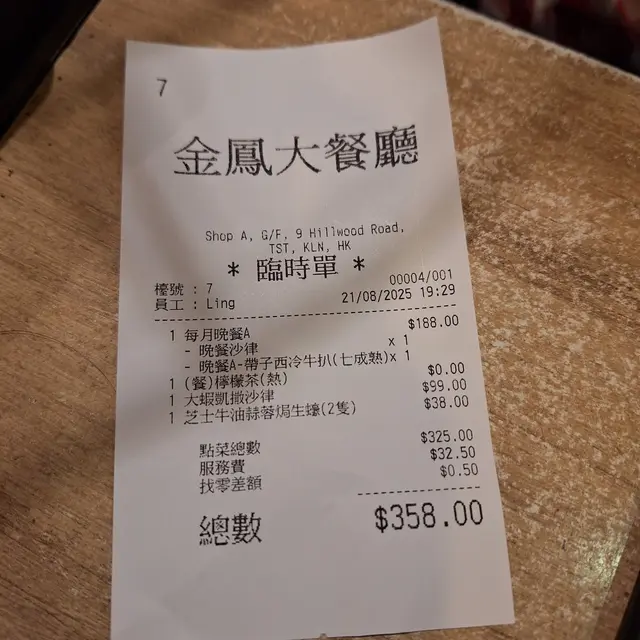 7
金鳳大餐廳
Shop A, G/F, 9 Hillwood Road,
TST, KLN, HK
* 臨時單 *
檯號 : 7 00004/001
員工 : Ling 21/08/2025 19:29
1 每月晚餐A $188.00
- 晚餐沙律 x 1
- 晚餐A-帶子西冷牛扒(七成熟)x 1
1 (餐)檸檬茶(熱) $0.00
1 大蝦凱撒沙律 $99.00
1 芝士牛油蒜蓉焗生蠔(2隻) $38.00
點菜總數 $325.00
服務費 $32.50
找零差額 $0.50
總數 $358.00